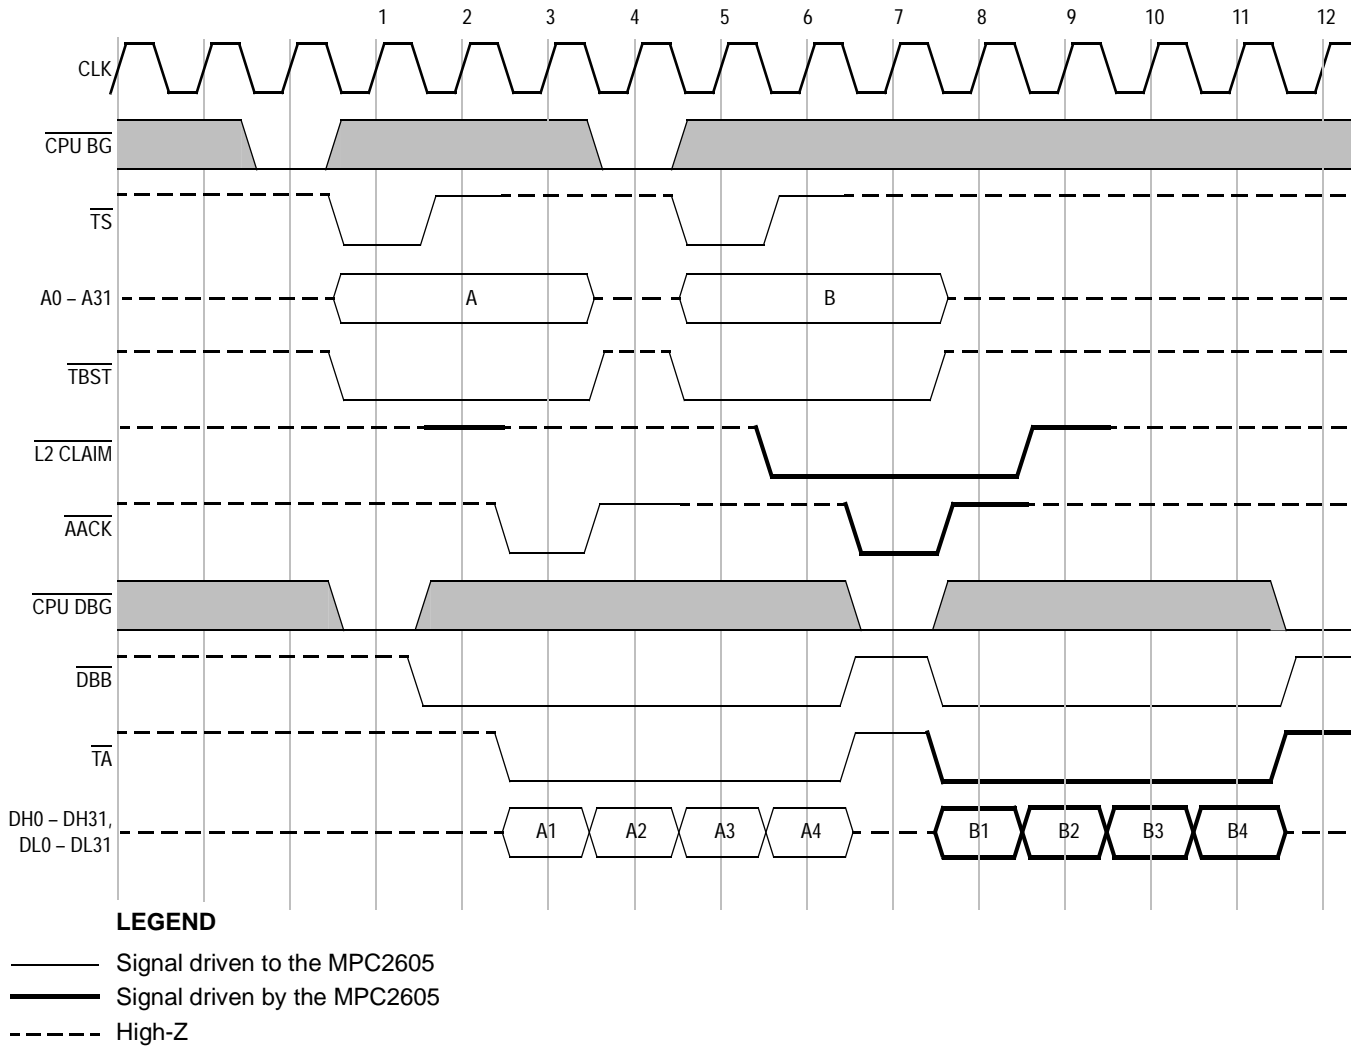 1 2 3 4 5 6 7 8 9 10 11 12
CLK
CPU BG
TS
A0 – A31
A
B
TBST
L2 CLAIM
AACK
CPU DBG
DBB
TA
DH0 – DH31,
DL0 – DL31
A1 A2 A3 A4 B1 B2 B3 B4
LEGEND
Signal driven to the MPC2605
Signal driven by the MPC2605
High-Z